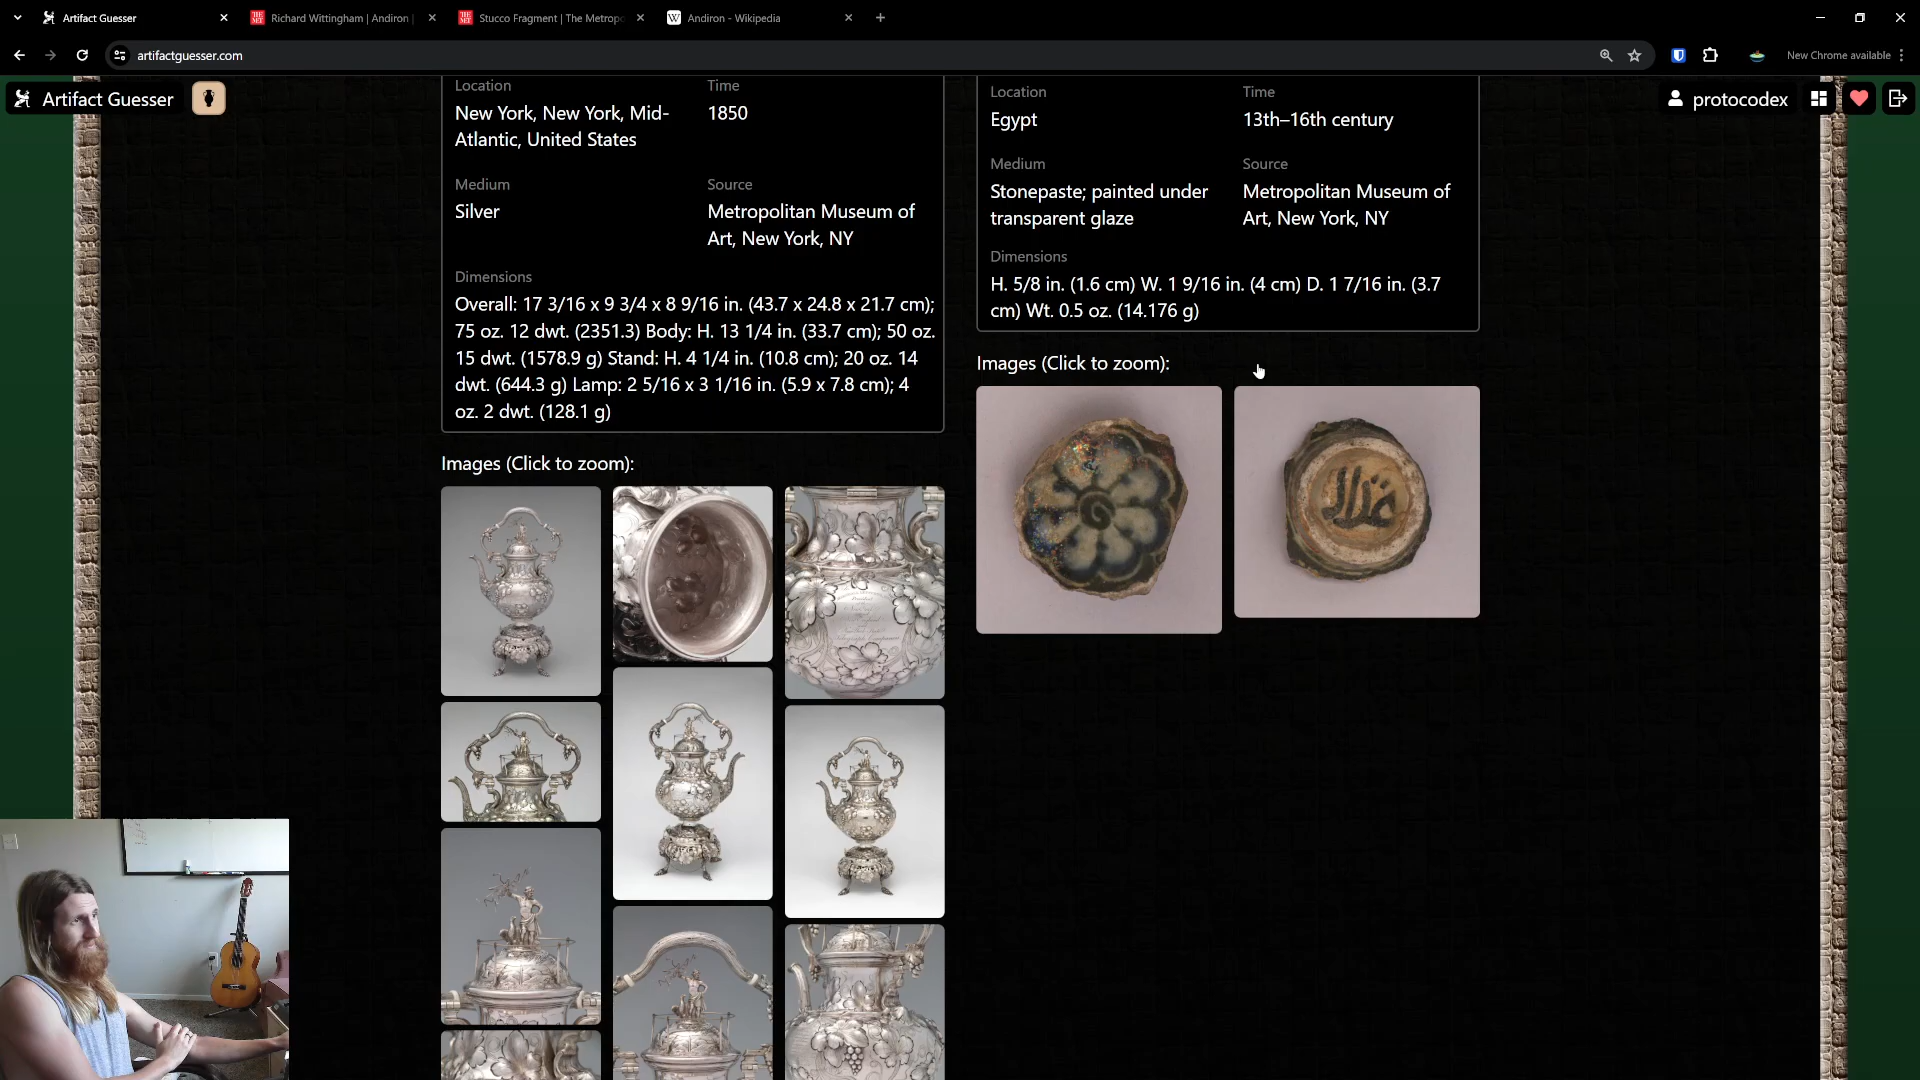 Artifact Guesser
Richard Wittingham | Andiron |
Stucco Fragment | The Metropo
Andiron - Wikipedia
artifactguesser.com
New Chrome available
Artifact Guesser
protocodex
Location
New York, New York, Mid-
Atlantic, United States
Time
1850
Medium
Silver
Source
Metropolitan Museum of
Art, New York, NY
Dimensions
Overall: 17 3/16 x 9 3/4 x 8 9/16 in. (43.7 x 24.8 x 21.7 cm);
75 oz. 12 dwt. (2351.3) Body: H. 13 1/4 in. (33.7 cm); 50 oz.
15 dwt. (1578.9 g) Stand: H. 4 1/4 in. (10.8 cm); 20 oz. 14
dwt. (644.3 g) Lamp: 2 5/16 x 3 1/16 in. (5.9 x 7.8 cm); 4
oz. 2 dwt. (128.1 g)
Images (Click to zoom):
Location
Egypt
Time
13th–16th century
Medium
Stonepaste; painted under
transparent glaze
Source
Metropolitan Museum of
Art, New York, NY
Dimensions
H. 5/8 in. (1.6 cm) W. 1 9/16 in. (4 cm) D. 1 7/16 in. (3.7
cm) Wt. 0.5 oz. (14.176 g)
Images (Click to zoom):